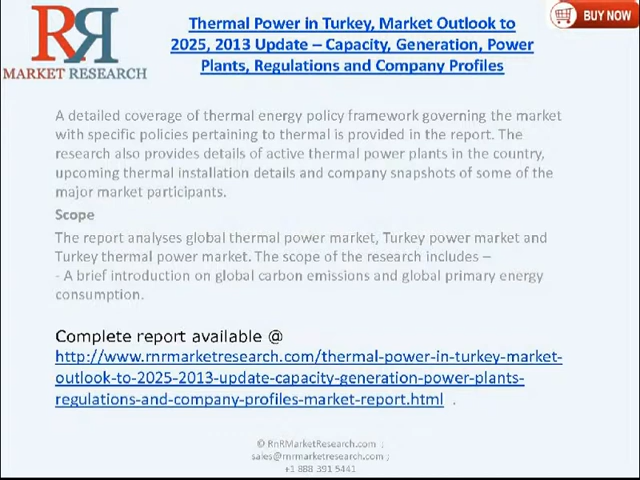 RR
MARKET RESEARCH
Thermal Power in Turkey, Market Outlook to
2025, 2013 Update – Capacity, Generation, Power
Plants, Regulations and Company Profiles
BUY NOW
A detailed coverage of thermal energy policy framework governing the market
with specific policies pertaining to thermal is provided in the report. The
research also provides details of active thermal power plants in the country,
upcoming thermal installation details and company snapshots of some of the
major market participants.
Scope
The report analyses global thermal power market, Turkey power market and
Turkey thermal power market. The scope of the research includes –
- A brief introduction on global carbon emissions and global primary energy
consumption.
Complete report available @
http://www.rnrmarketresearch.com/thermal-power-in-turkey-market-
outlook-to-2025-2013-update-capacity-generation-power-plants-
regulations-and-company-profiles-market-report.html .
© RnRMarketResearch.com ;
sales@rnrmarketresearch.com ;
+1 888 391 5441